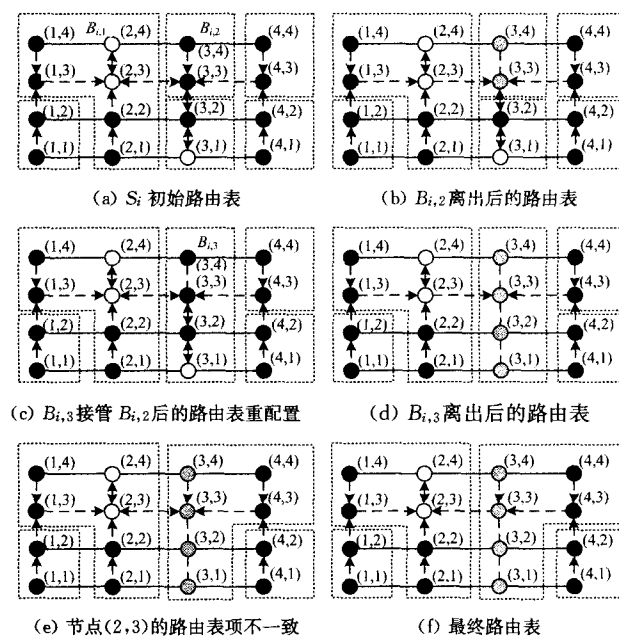 (1,4) B_{i,1} (2,4) B_{i,2} (3,4) (4,4)
(1,3) (2,3) (3,3) (4,3)
(1,2) (2,2) (3,2) (4,2)
(1,1) (2,1) (3,1) (4,1)
(a) S_i 初始路由表
(1,4) (2,4) (3,4) (4,4)
(1,3) (2,3) (3,3) (4,3)
(1,2) (2,2) (3,2) (4,2)
(1,1) (2,1) (3,1) (4,1)
(b) B_{i,2}离出后的路由表
(1,4) (2,4) B_{i,3} (3,4) (4,4)
(1,3) (2,3) (3,3) (4,3)
(1,2) (2,2) (3,2) (4,2)
(1,1) (2,1) (3,1) (4,1)
(c) B_{i,3}接管 B_{i,2}后的路由表重配置
(1,4) (2,4) (3,4) (4,4)
(1,3) (2,3) (3,3) (4,3)
(1,2) (2,2) (3,2) (4,2)
(1,1) (2,1) (3,1) (4,1)
(d) B_{i,3}离出后的路由表
(1,4) (2,4) (3,4) (4,4)
(1,3) (2,3) (3,3) (4,3)
(1,2) (2,2) (3,2) (4,2)
(1,1) (2,1) (3,1) (4,1)
(e) 节点(2,3)的路由表项不一致
(1,4) (2,4) (3,4) (4,4)
(1,3) (2,3) (3,3) (4,3)
(1,2) (2,2) (3,2) (4,2)
(1,1) (2,1) (3,1) (4,1)
(f) 最终路由表